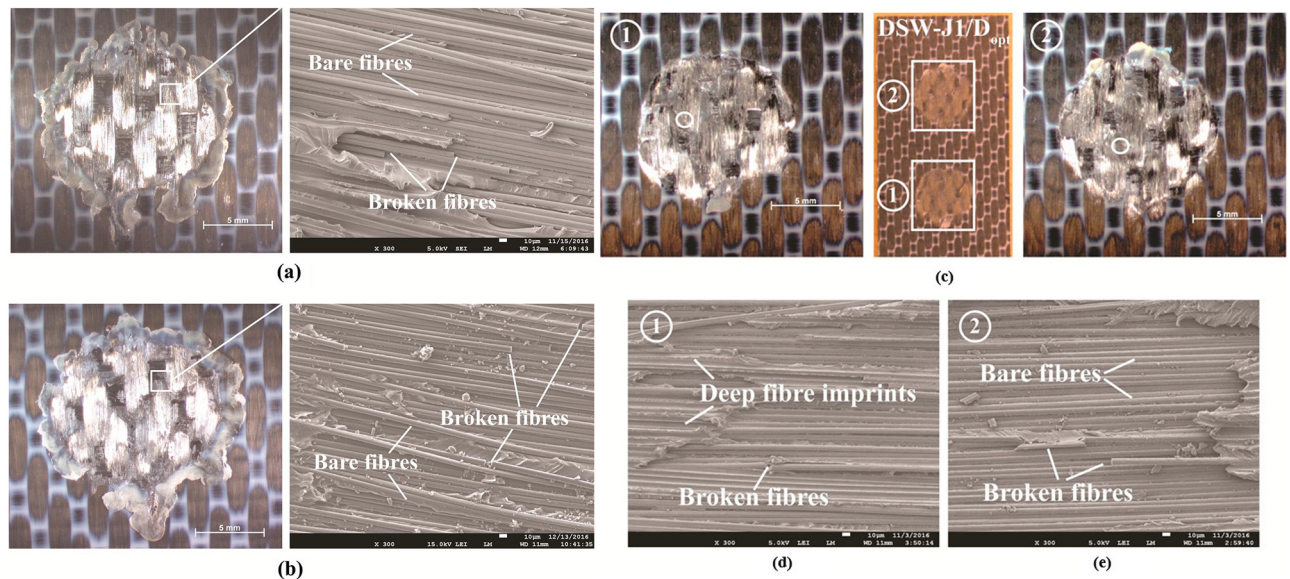 5 mm
Bare fibres
Broken fibres
X 300 5.0kV SEI LM 10µm 11/15/2016
WD 12mm 6:09:43
(a)
1
5 mm
DSW-J1/D opt
2
1
2
5 mm
(c)
5 mm
Broken fibres
Bare fibres
X 300 15.0kV LEI LM 10µm 12/13/2016
WD 11mm 10:41:35
(b)
1
Deep fibre imprints
Broken fibres
X 300 5.0kV LEI LM 10µm 11/3/2016
WD 11mm 3:50:14
(d)
2
Bare fibres
Broken fibres
X 300 5.0kV LEI LM 10µm 11/3/2016
WD 11mm 2:59:40
(e)